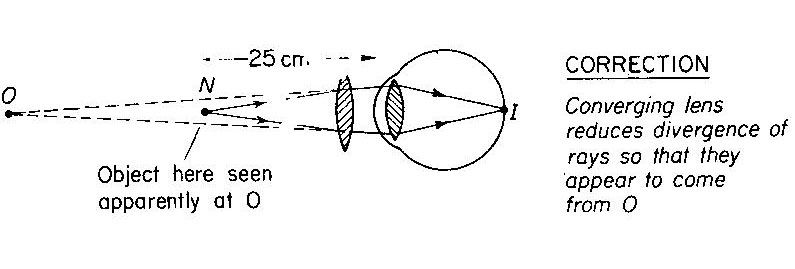 25 cm.
O
N
I
Object here seen
apparently at O
CORRECTION
Converging lens
reduces divergence of
rays so that they
appear to come
from O